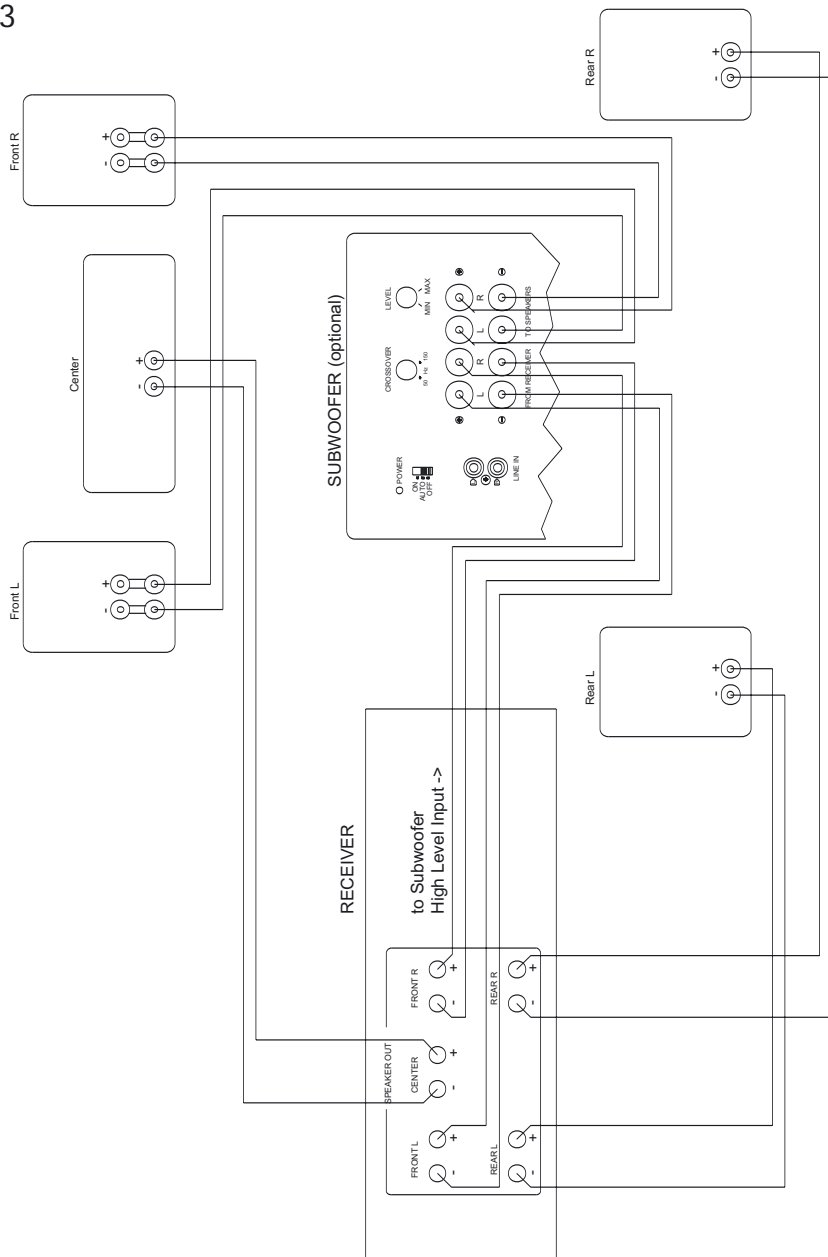 3
Front R
+
-
Center
+
-
Front L
+
-
Rear R
+
-
SUBWOOFER (optional)
POWER
ON
AUTO
OFF
CROSSOVER
50 Hz 150
LEVEL
MIN MAX
LINE IN
L R L R
FROM RECEIVER
TO SPEAKERS
Rear L
+
-
RECEIVER
to Subwoofer
High Level Input ->
SPEAKER OUT
FRONT L
- +
CENTER
- +
FRONT R
- +
REAR L
- +
REAR R
- +